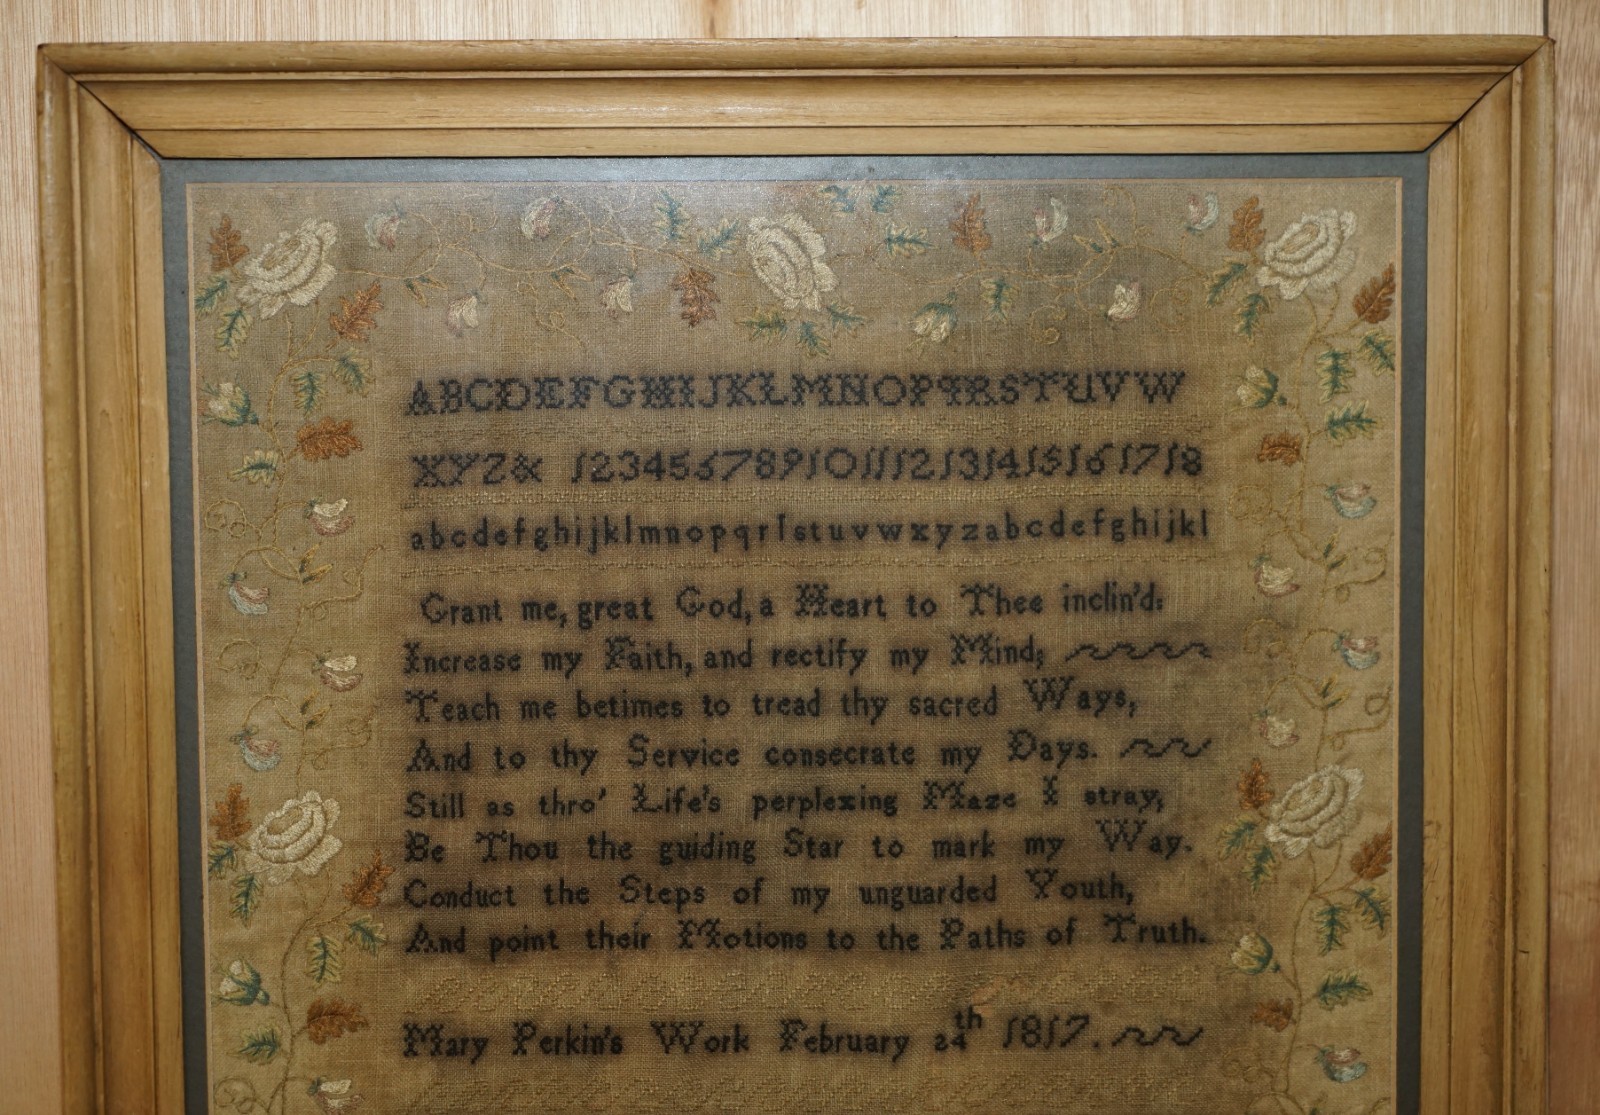 ABCDEFGHIJKLMNOPQRSTUVW
XYZ& 123456789101112131415161718
abcdefghijklmnopqrſstuvwxyzabcdefghijkl
Grant me, great God, a Heart to Thee inclin'd:
Increase my Faith, and rectify my Mind;
Teach me betimes to tread thy sacred Ways,
And to thy Service consecrate my Days.
Still as thro' Life's perplexing Maze I stray,
Be Thou the guiding Star to mark my Way.
Conduct the Steps of my unguarded Youth,
And point their Motions to the Paths of Truth.
Mary Perkin's Work February 24th 1817.